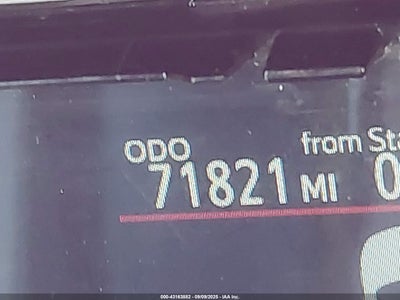 ODO from Sta
71821 MI 0
000-43163882 - 09/09/2025 - IAA Inc.